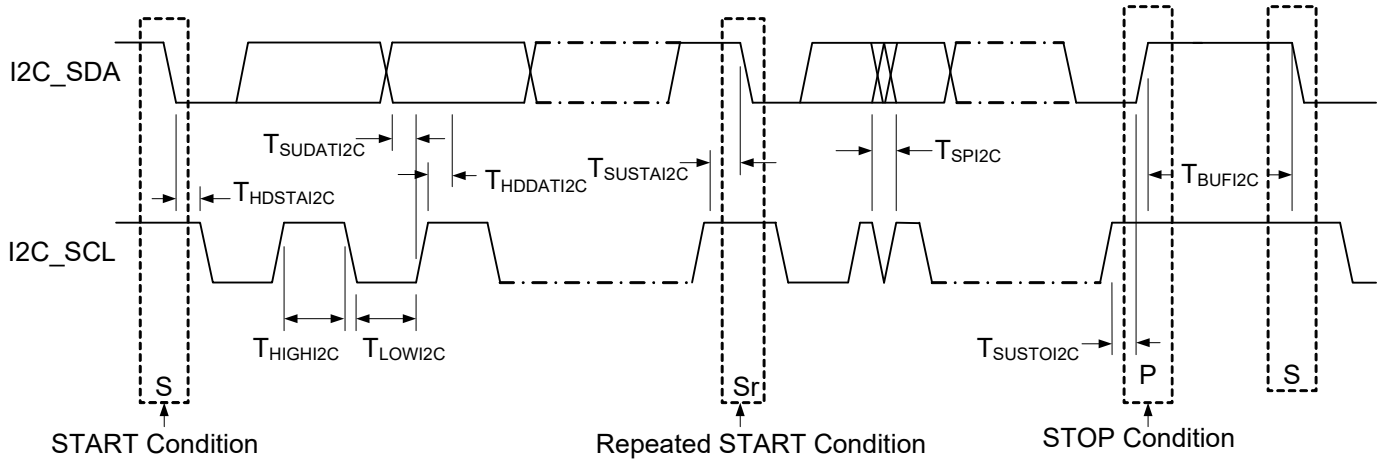 I2C_SDA
TSUDATI2C
THDDATI2C
TSUSTAI2C
TSPI2C
TBUFI2C
THDSTAI2C
I2C_SCL
THIGHI2C
TLOWI2C
TSUSTOI2C
S
Sr
P
S
START Condition
Repeated START Condition
STOP Condition